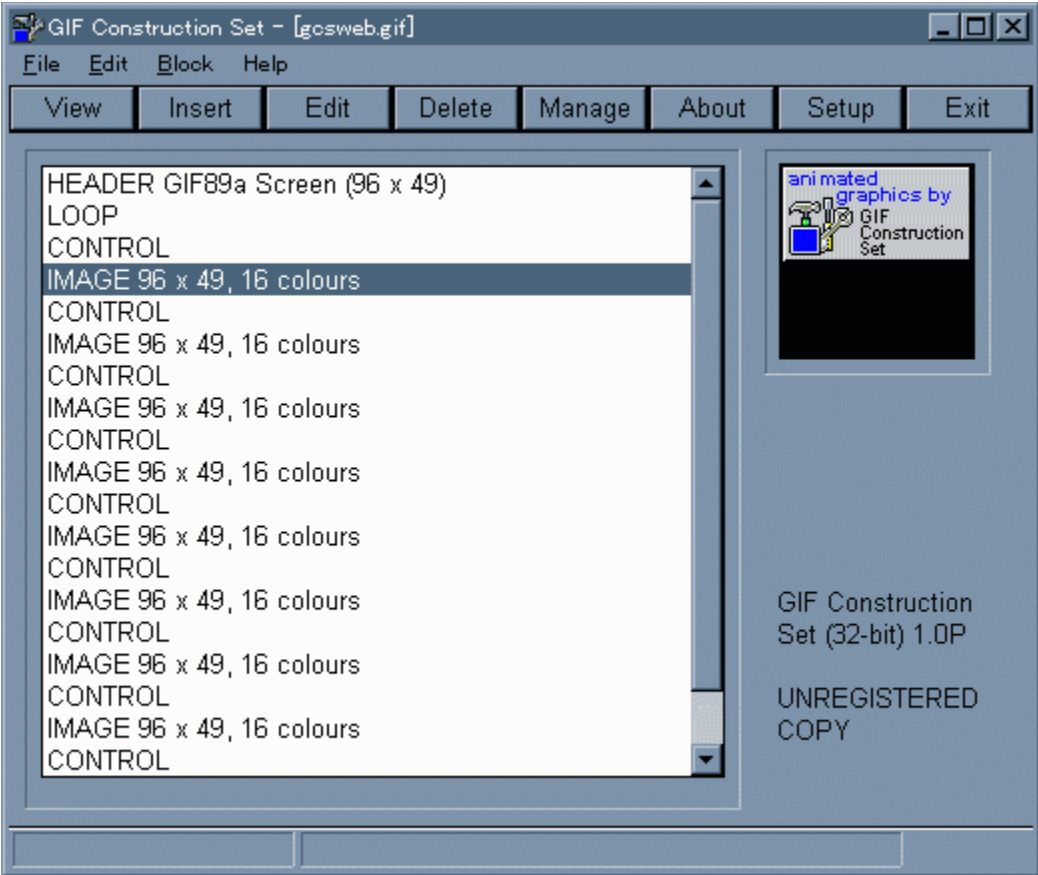 GIF Construction Set - [gcsweb.gif]
File Edit Block Help
View Insert Edit Delete Manage About Setup Exit
HEADER GIF89a Screen (96 x 49)
LOOP
CONTROL
IMAGE 96 x 49, 16 colours
CONTROL
IMAGE 96 x 49, 16 colours
CONTROL
IMAGE 96 x 49, 16 colours
CONTROL
IMAGE 96 x 49, 16 colours
CONTROL
IMAGE 96 x 49, 16 colours
CONTROL
IMAGE 96 x 49, 16 colours
CONTROL
IMAGE 96 x 49, 16 colours
CONTROL
IMAGE 96 x 49, 16 colours
CONTROL
animated
graphics by
GIF
Construction
Set
GIF Construction
Set (32-bit) 1.0P
UNREGISTERED
COPY